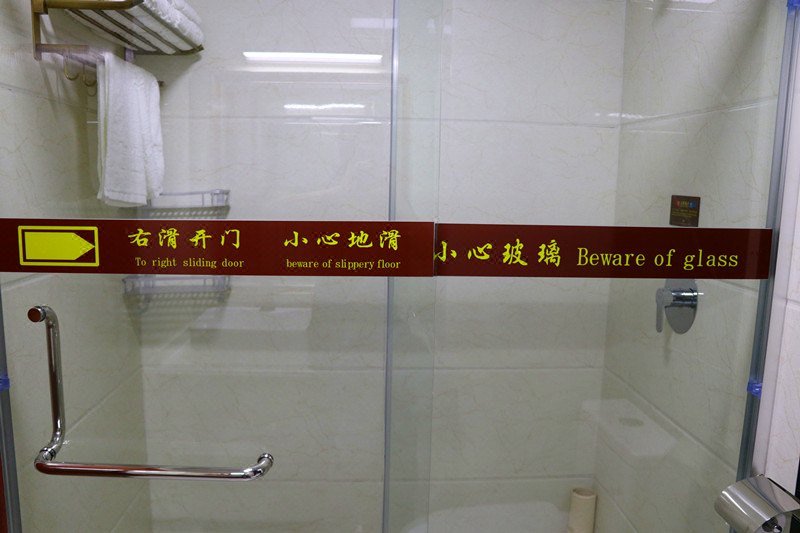 右滑开门 小心地滑
To right sliding door beware of slippery floor
小心玻璃 Beware of glass